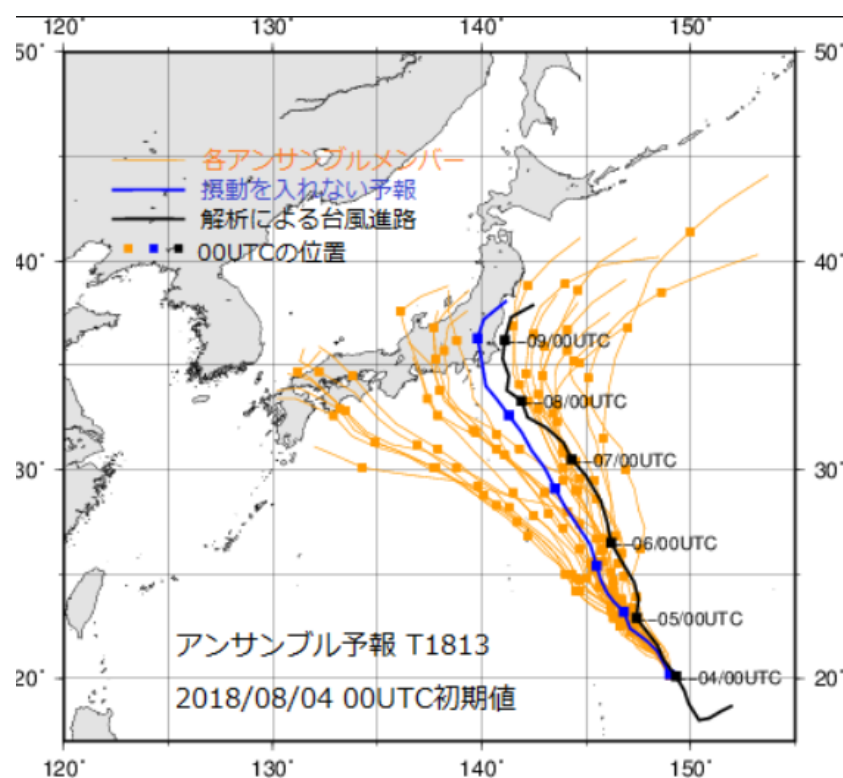 120° 130° 140° 150°
50° 50°
各アンサンブルメンバー
摂動を入れない予報
解析による台風進路
00UTCの位置
40° 40°
09/00UTC
08/00UTC
07/00UTC
30° 30°
06/00UTC
05/00UTC
アンサンブル予報 T1813
04/00UTC
20° 20°
2018/08/04 00UTC初期値
120° 130° 140° 150°